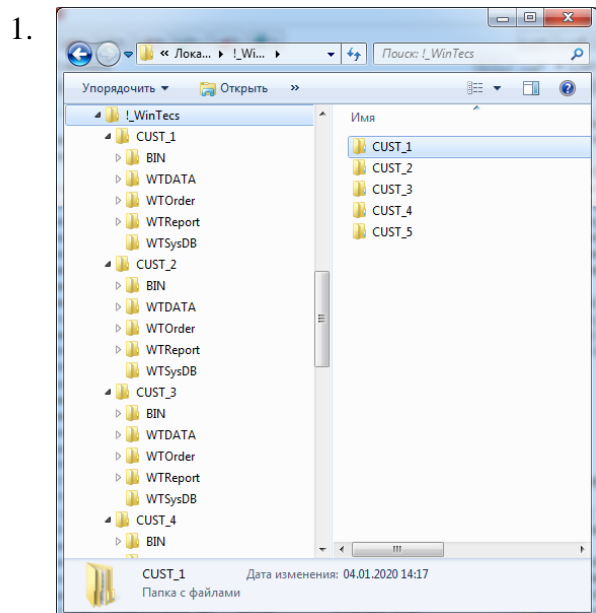 1.
« Лока... ▸ !_Wi... ▸
Поиск: !_WinTecs
Упорядочить ▾ Открыть »
!_WinTecs
CUST_1
BIN
WTDATA
WTOrder
WTReport
WTSysDB
CUST_2
BIN
WTDATA
WTOrder
WTReport
WTSysDB
CUST_3
BIN
WTDATA
WTOrder
WTReport
WTSysDB
CUST_4
BIN
Имя
CUST_1
CUST_2
CUST_3
CUST_4
CUST_5
CUST_1 Дата изменения: 04.01.2020 14:17
Папка с файлами